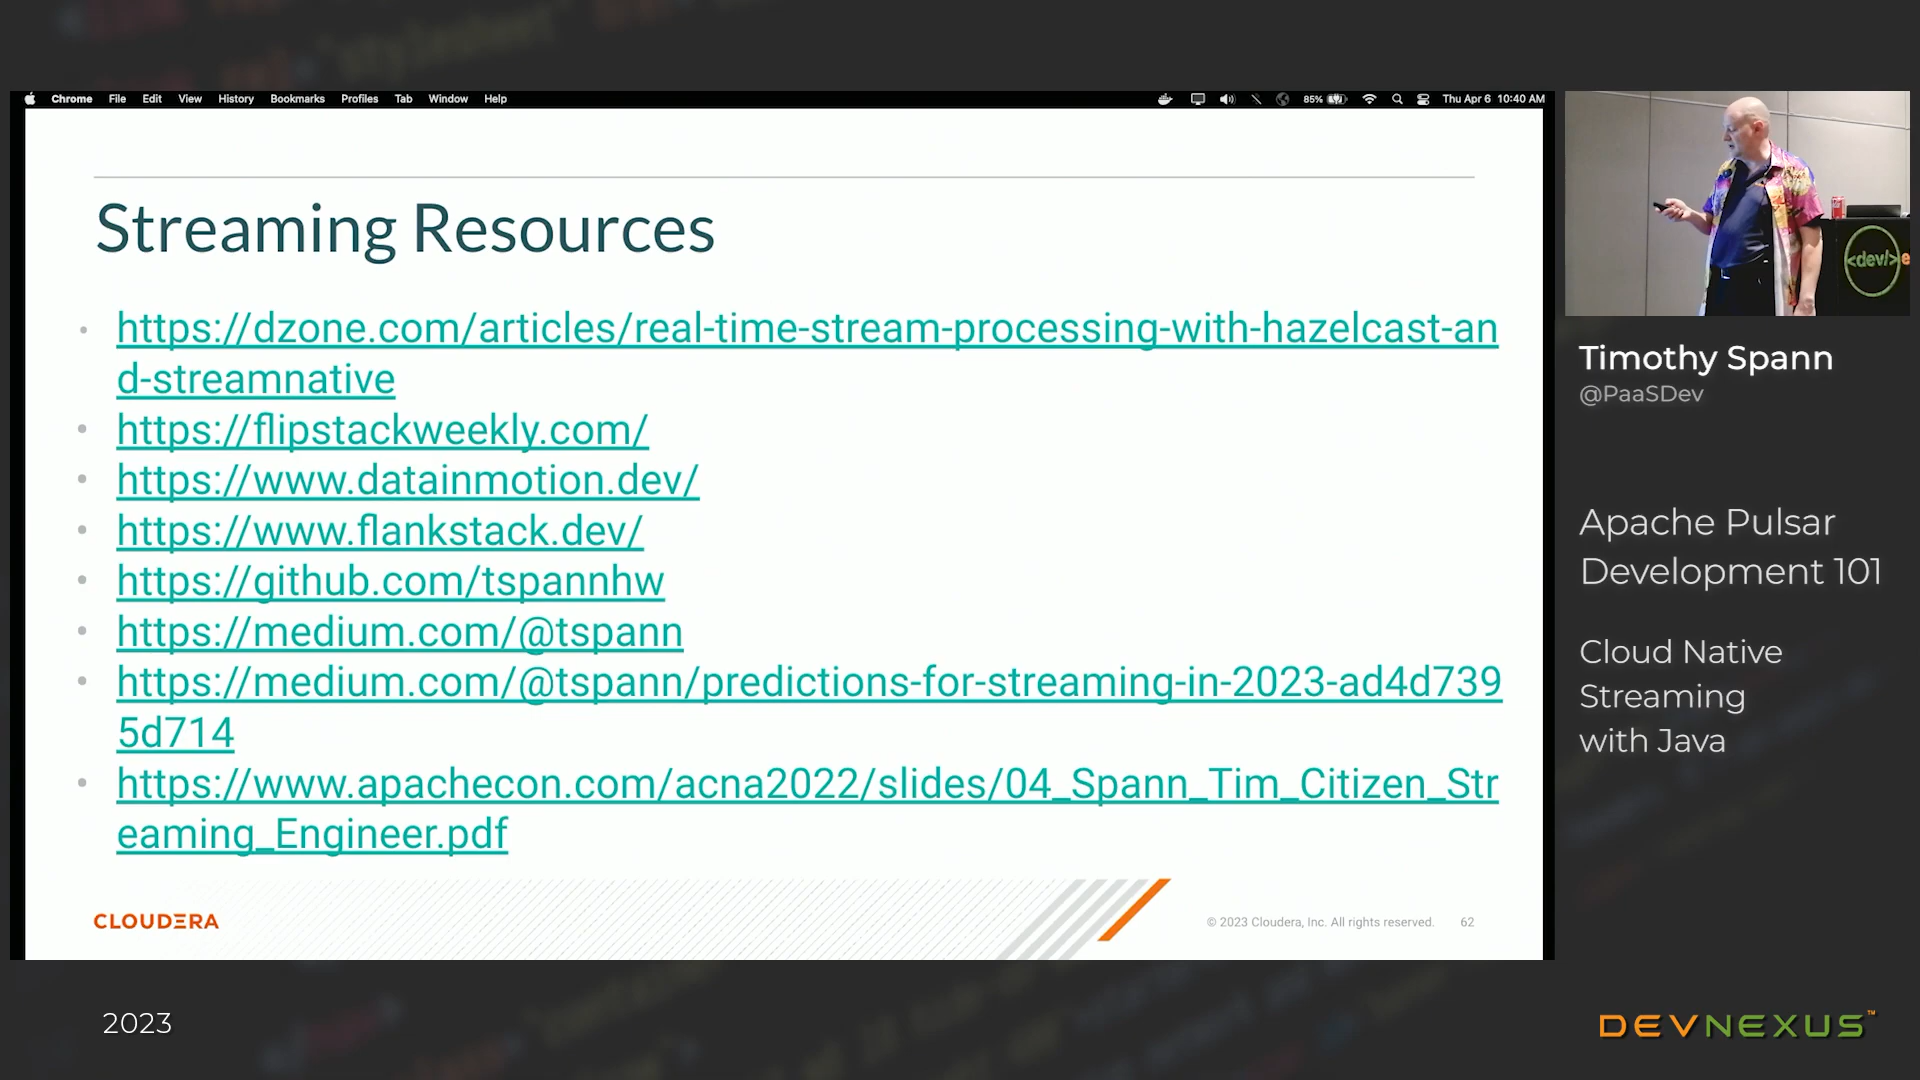 Chrome File Edit View History Bookmarks Profiles Tab Window Help 85% Thu Apr 6 10:40 AM
Streaming Resources
https://dzone.com/articles/real-time-stream-processing-with-hazelcast-an
d-streamnative
https://flipstackweekly.com/
https://www.datainmotion.dev/
https://www.flankstack.dev/
https://github.com/tspannhw
https://medium.com/@tspann
https://medium.com/@tspann/predictions-for-streaming-in-2023-ad4d739
5d714
https://www.apachecon.com/acna2022/slides/04_Spann_Tim_Citizen_Str
eaming_Engineer.pdf
CLOUDERA
© 2023 Cloudera, Inc. All rights reserved. 62
<dev/>
Timothy Spann
@PaaSDev
Apache Pulsar
Development 101
Cloud Native
Streaming
with Java
2023
DEVNEXUS™